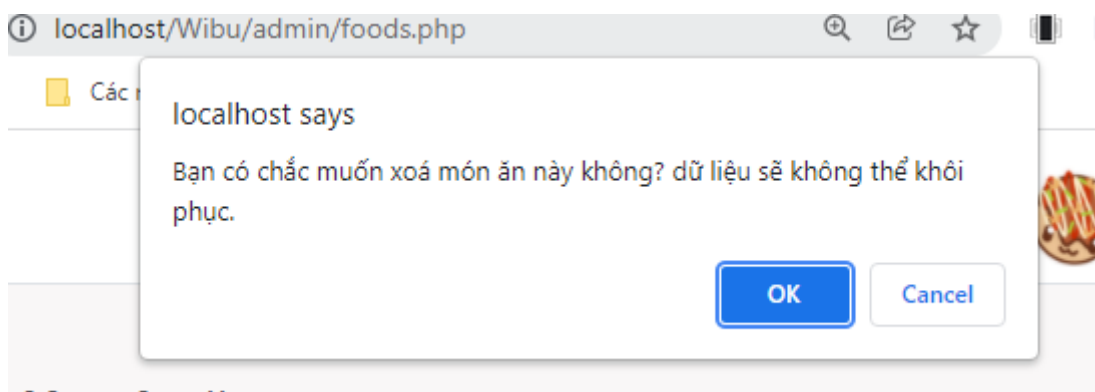 localhost/Wibu/admin/foods.php
Các
localhost says
Bạn có chắc muốn xoá món ăn này không? dữ liệu sẽ không thể khôi
phục.
OK
Cancel